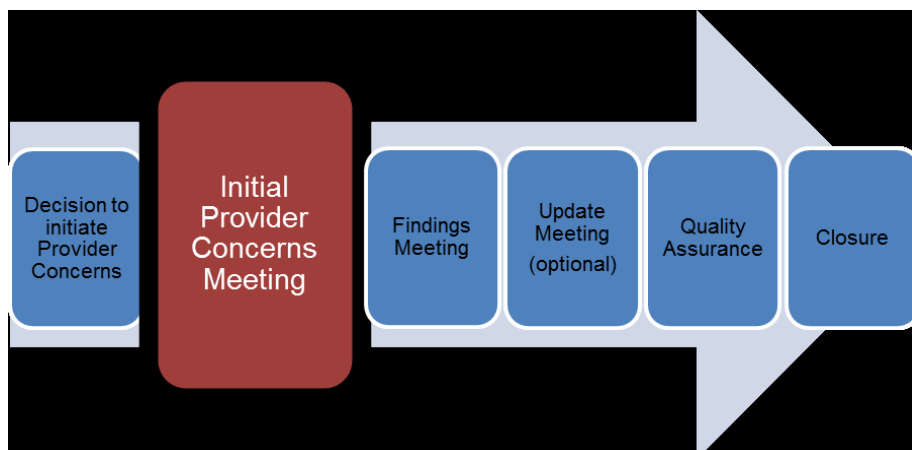 Decision to
initiate
Provider
Concerns
Initial
Provider
Concerns
Meeting
Findings
Meeting
Update
Meeting
(optional)
Quality
Assurance
Closure